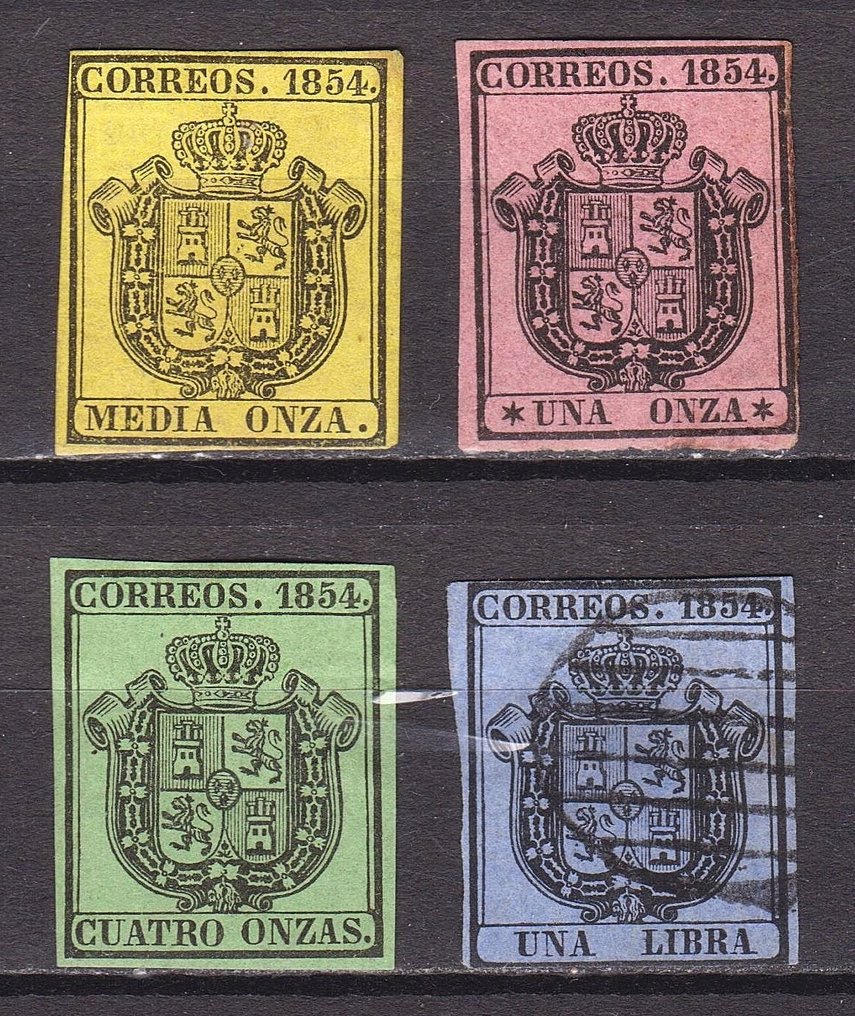 CORREOS. 1854.
MEDIA ONZA.
CORREOS. 1854.
* UNA ONZA *
CORREOS. 1854.
CUATRO ONZAS.
CORREOS. 1854.
UNA LIBRA